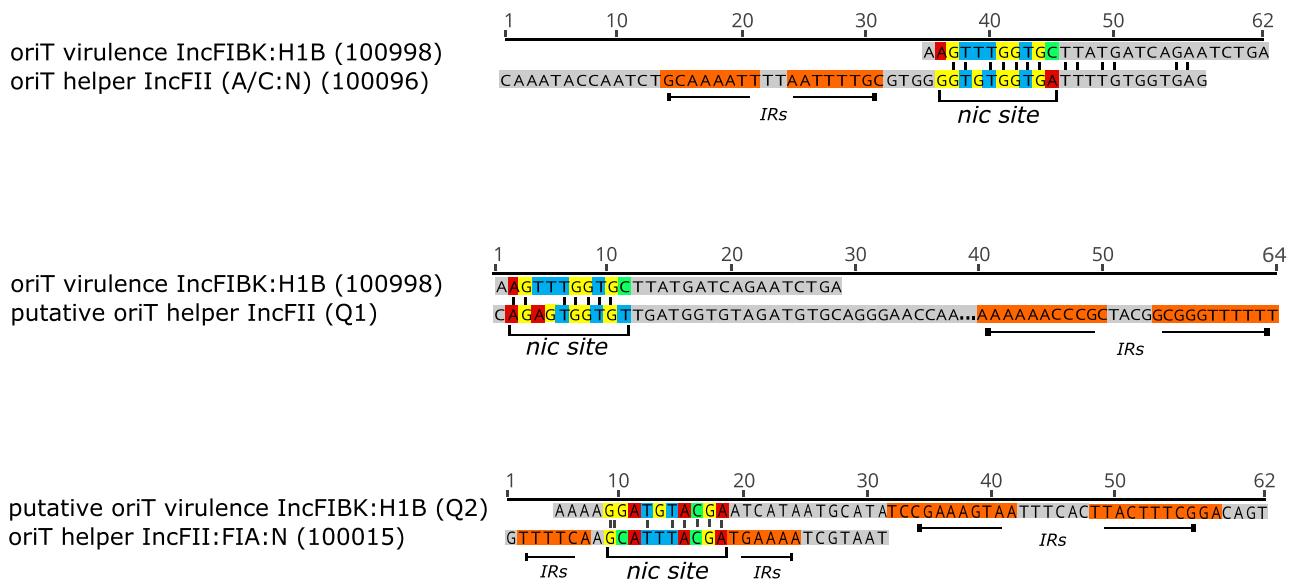 1 10 20 30 40 50 62
oriT virulence IncFIBK:H1B (100998) AAGTTTGGTGCTTATGATCAGAATCTGA
oriT helper IncFII (A/C:N) (100096) CAAATACCAATCTGCAAAATTTTAATTTTGCGTGGGGTGTGGTGATTTTGTGGTGAG
IRs nic site
1 10 20 30 40 50 64
oriT virulence IncFIBK:H1B (100998) AAGTTTGGTGCTTATGATCAGAATCTGA
putative oriT helper IncFII (Q1) CAGAGTGGTGTTGATGGTGTAGATGTGCAGGGAACCAA...AAAAAACCCGCTACGGCGGGTTTTTT
nic site IRs
1 10 20 30 40 50 62
putative oriT virulence IncFIBK:H1B (Q2) AAAAGGATGTACGAATCATAATGCATATCCGAAAGTAATTTCACTTACTTTCGGACAGT
oriT helper IncFII:FIA:N (100015) GTTTTCAAGCATTTACGATGAAAATCGTAAT
IRs nic site IRs IRs